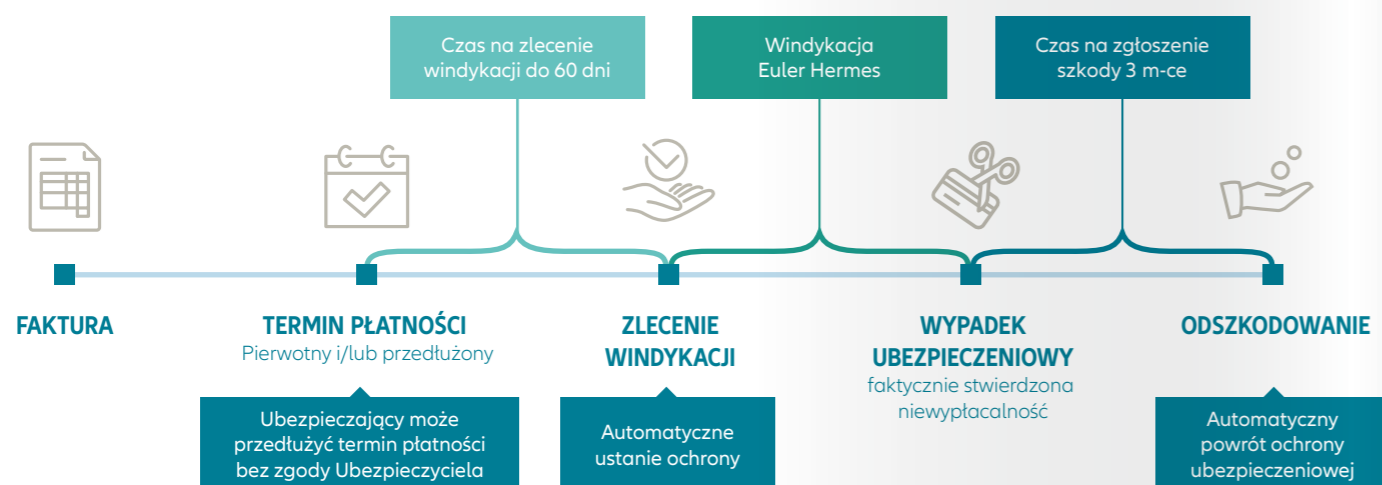 Czas na zlecenie
windykacji do 60 dni
Windykacja
Euler Hermes
Czas na zgłoszenie
szkody 3 m-ce
FAKTURA
TERMIN PŁATNOŚCI
Pierwotny i/lub przedłużony
Ubezpieczający może
przedłużyć termin płatności
bez zgody Ubezpieczyciela
ZLECENIE
WINDYKACJI
Automatyczne
ustanie ochrony
WYPADEK
UBEZPIECZENIOWY
faktycznie stwierdzona
niewypłacalność
ODSZKODOWANIE
Automatyczny
powrót ochrony
ubezpieczeniowej